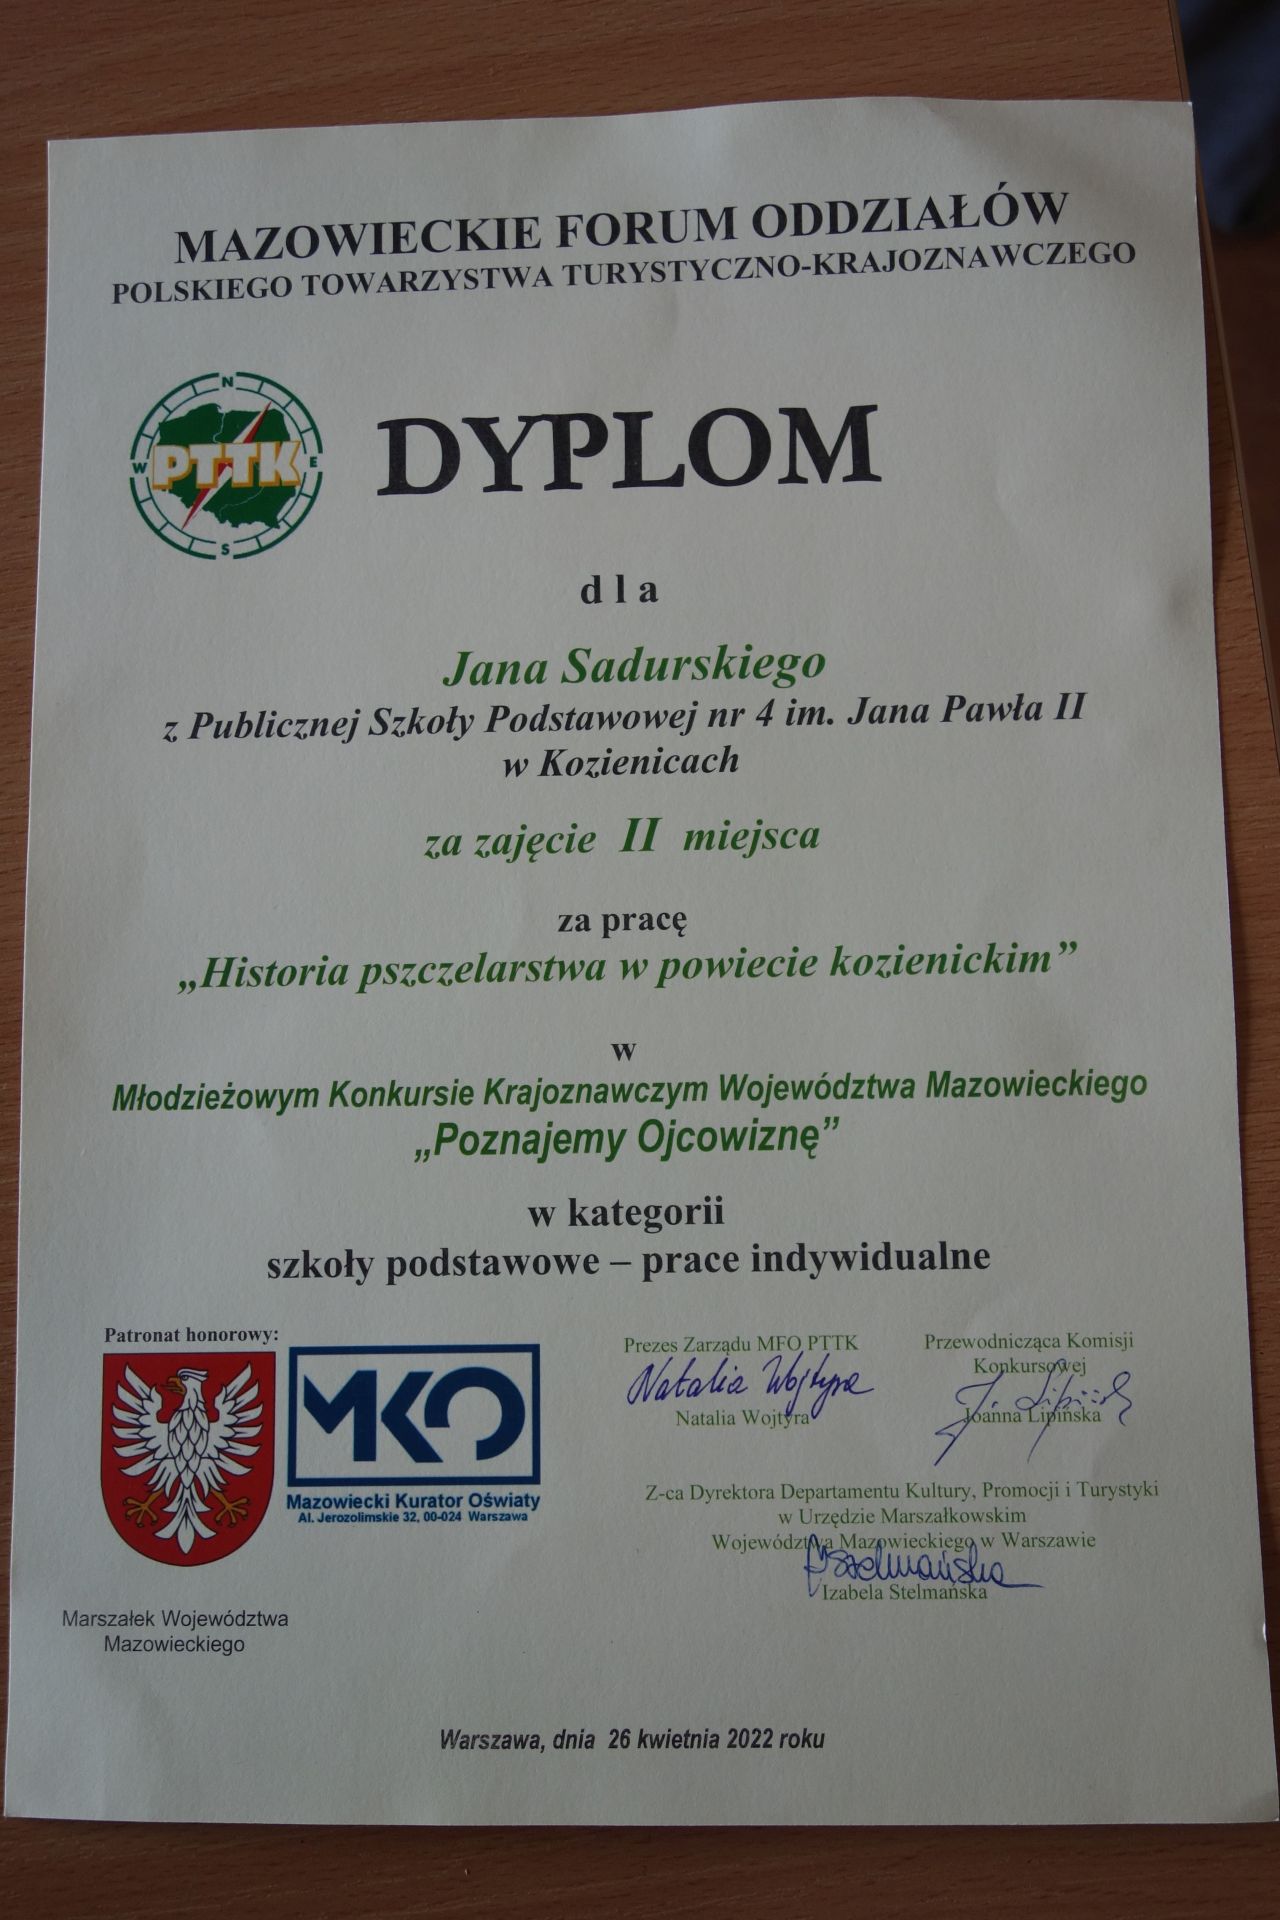 MAZOWIECKIE FORUM ODDZIAŁÓW
POLSKIEGO TOWARZYSTWA TURYSTYCZNO-KRAJOZNAWCZEGO
N
W PTTK E
S
DYPLOM
d l a
Jana Sadurskiego
z Publicznej Szkoły Podstawowej nr 4 im. Jana Pawła II
w Kozienicach
za zajęcie II miejsca
za pracę
„Historia pszczelarstwa w powiecie kozienickim”
w
Młodzieżowym Konkursie Krajoznawczym Województwa Mazowieckiego
„Poznajemy Ojcowiznę”
w kategorii
szkoły podstawowe – prace indywidualne
Patronat honorowy:
MKO
Mazowiecki Kurator Oświaty
Al. Jerozolimskie 32, 00-024 Warszawa
Marszałek Województwa
Mazowieckiego
Prezes Zarządu MFO PTTK
Natalia Wojtyra
Natalia Wojtyra
Przewodnicząca Komisji
Konkursowej
J. Lipińsk
Joanna Lipińska
Z-ca Dyrektora Departamentu Kultury, Promocji i Turystyki
w Urzędzie Marszałkowskim
Województwa Mazowieckiego w Warszawie
Stelmańska
Izabela Stelmańska
Warszawa, dnia 26 kwietnia 2022 roku